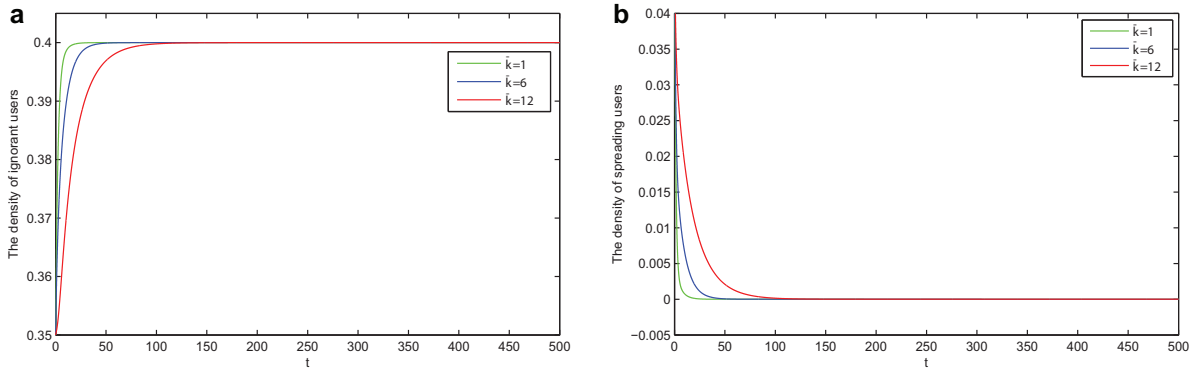 a
The density of ignorant users
0.4
0.39
0.38
0.37
0.36
0.35
0 50 100 150 200 250 300 350 400 450 500
t
k̄=1
k̄=6
k̄=12
b
The density of spreading users
0.04
0.035
0.03
0.025
0.02
0.015
0.01
0.005
0
−0.005
0 50 100 150 200 250 300 350 400 450 500
t
k̄=1
k̄=6
k̄=12